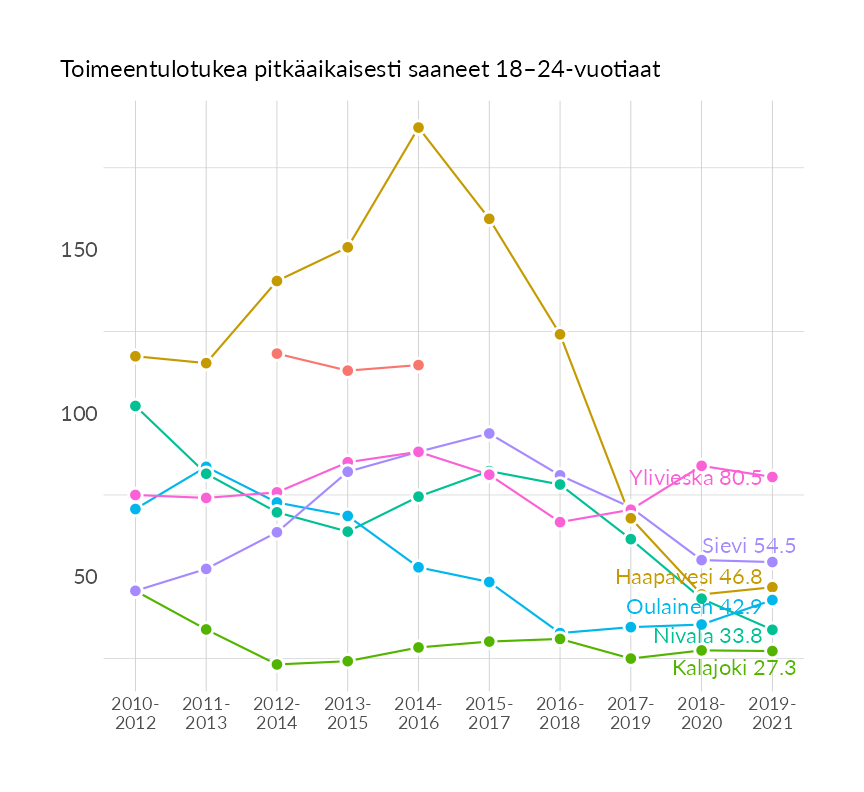 Toimeentulotukea pitkäaikaisesti saaneet 18–24-vuotiaat
150
100
50
Ylivieska 80.5
Sievi 54.5
Haapavesi 46.8
Oulainen 42.9
Nivala 33.8
Kalajoki 27.3
2010- 2011- 2012- 2013- 2014- 2015- 2016- 2017- 2018- 2019-
2012 2013 2014 2015 2016 2017 2018 2019 2020 2021